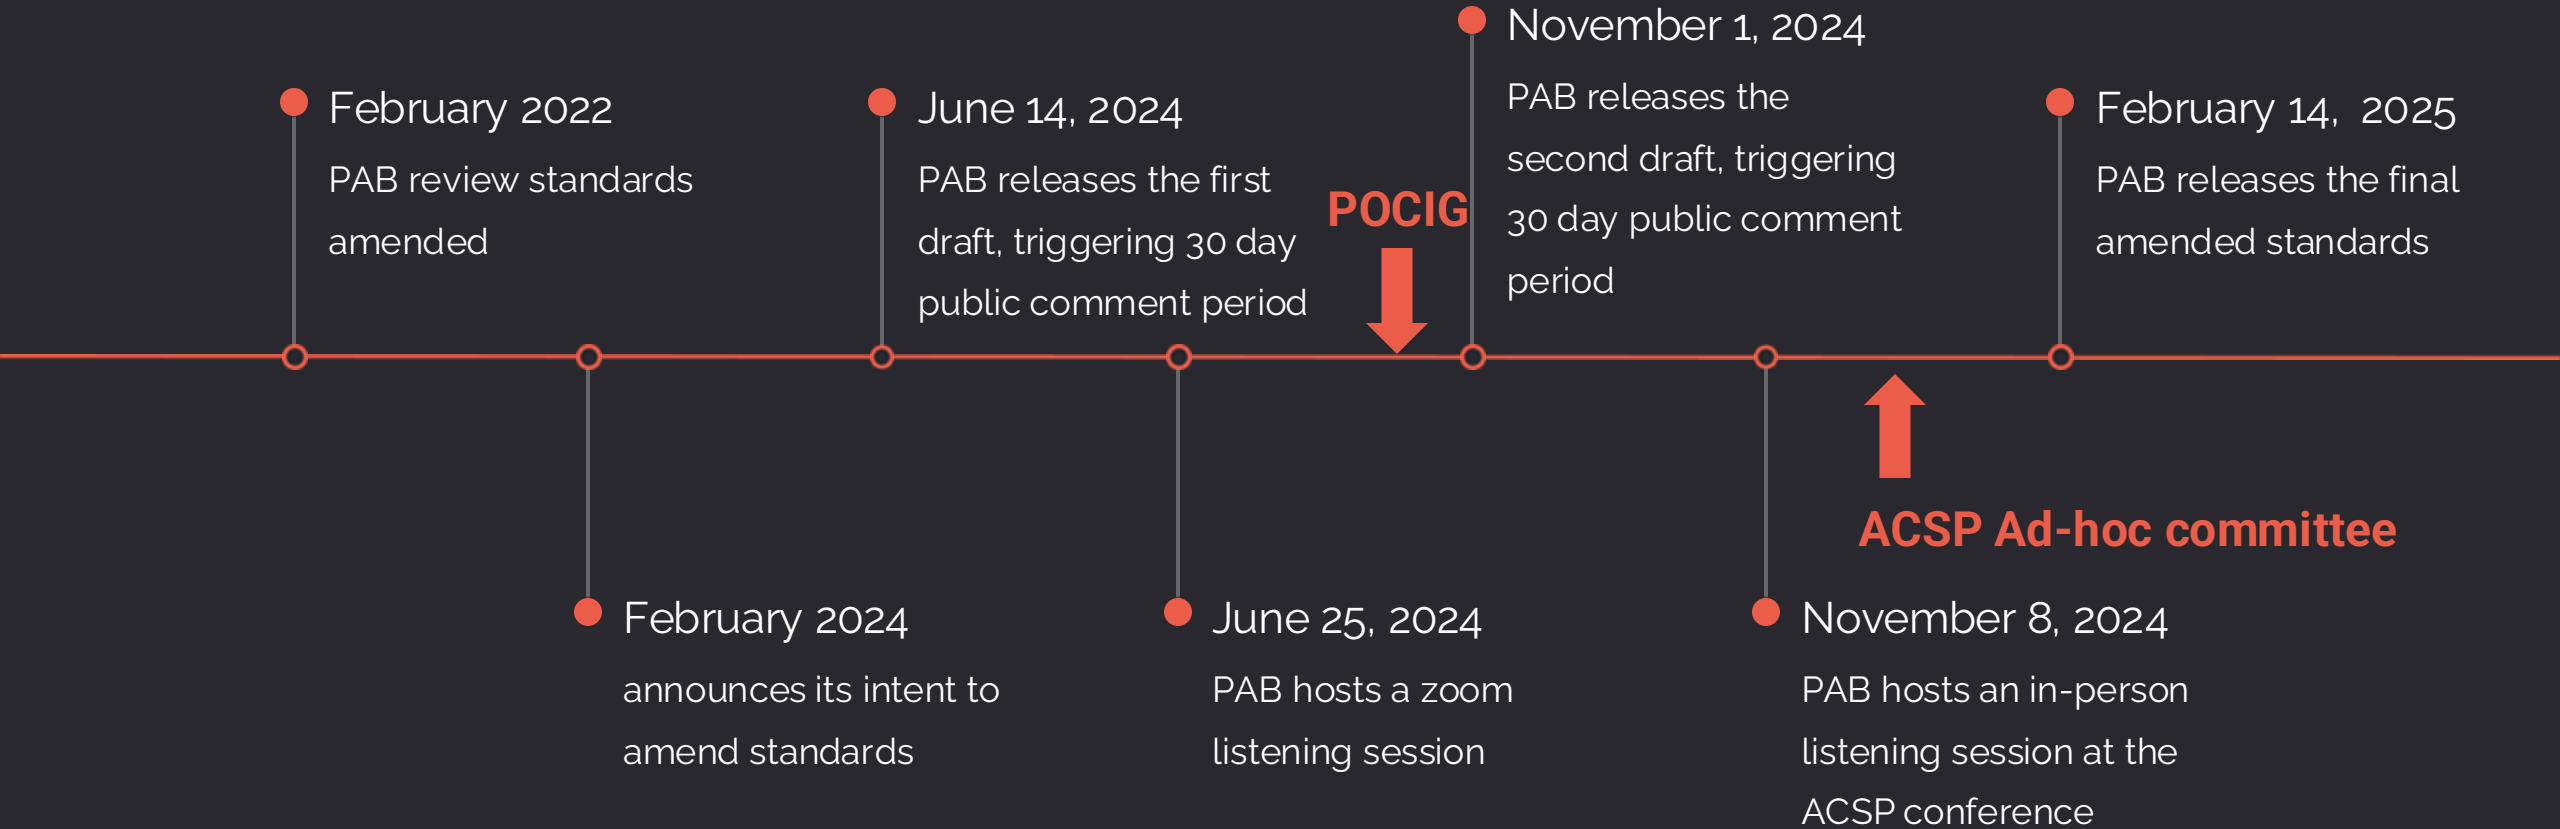 February 2022
PAB review standards
amended
February 2024
announces its intent to
amend standards
June 14, 2024
PAB releases the first
draft, triggering 30 day
public comment period
June 25, 2024
PAB hosts a zoom
listening session
POCIG
November 1, 2024
PAB releases the
second draft, triggering
30 day public comment
period
November 8, 2024
PAB hosts an in-person
listening session at the
ACSP conference
ACSP Ad-hoc committee
February 14, 2025
PAB releases the final
amended standards